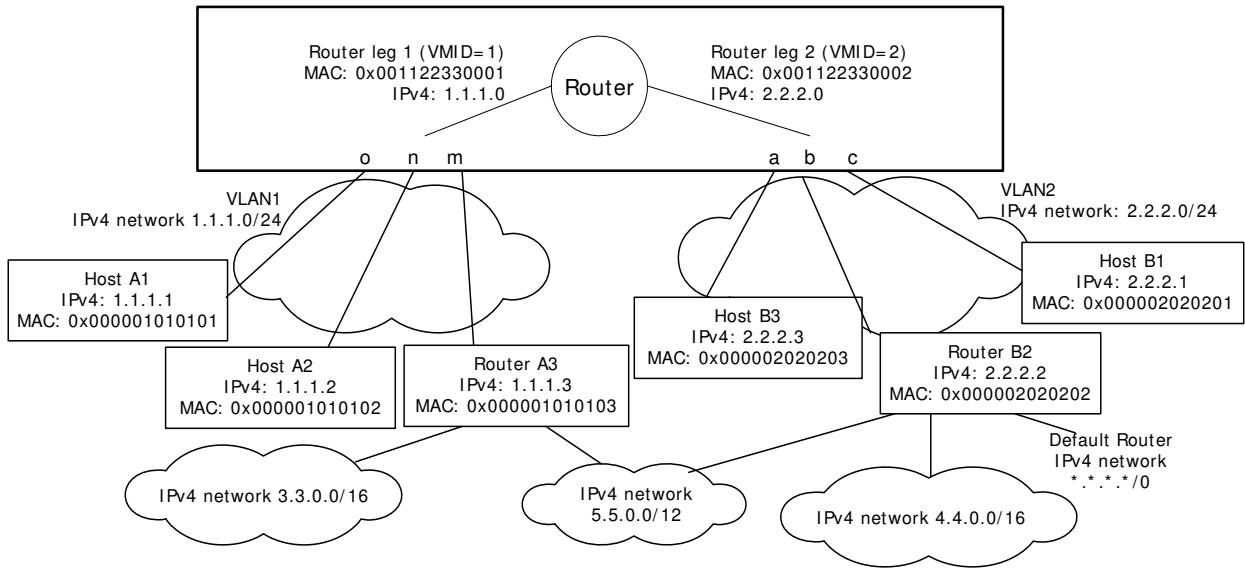 Router leg 1 (VMID=1)
MAC: 0x001122330001
IPv4: 1.1.1.0
Router
Router leg 2 (VMID=2)
MAC: 0x001122330002
IPv4: 2.2.2.0
o n m
a b c
VLAN1
IPv4 network 1.1.1.0/24
VLAN2
IPv4 network: 2.2.2.0/24
Host A1
IPv4: 1.1.1.1
MAC: 0x000001010101
Host A2
IPv4: 1.1.1.2
MAC: 0x000001010102
Router A3
IPv4: 1.1.1.3
MAC: 0x000001010103
Host B3
IPv4: 2.2.2.3
MAC: 0x000002020203
Router B2
IPv4: 2.2.2.2
MAC: 0x000002020202
Host B1
IPv4: 2.2.2.1
MAC: 0x000002020201
IPv4 network 3.3.0.0/16
IPv4 network
5.5.0.0/12
IPv4 network 4.4.0.0/16
Default Router
IPv4 network
*.*.*.*/0